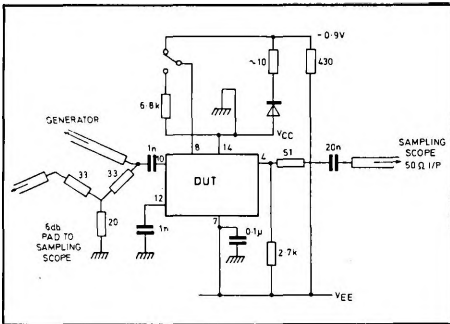 - 0.9V
~10
430
6.8k
GENERATOR
8
14
VCC
SAMPLING
SCOPE
50Ω I/P
1n
10
4
51
20n
33
33
DUT
12
6db
PAD TO
SAMPLING
SCOPE
20
1n
7
0.1μ
2.7k
VEE